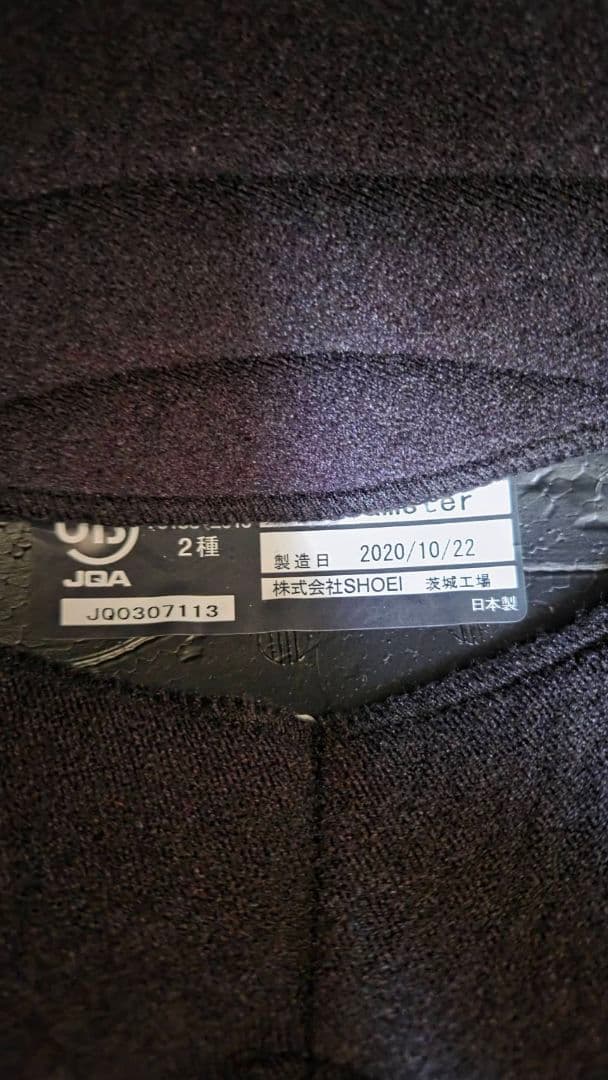 2種
JQA
JQ0307113
製造日 2020/10/22
株式会社SHOEI 茨城工場
日本製